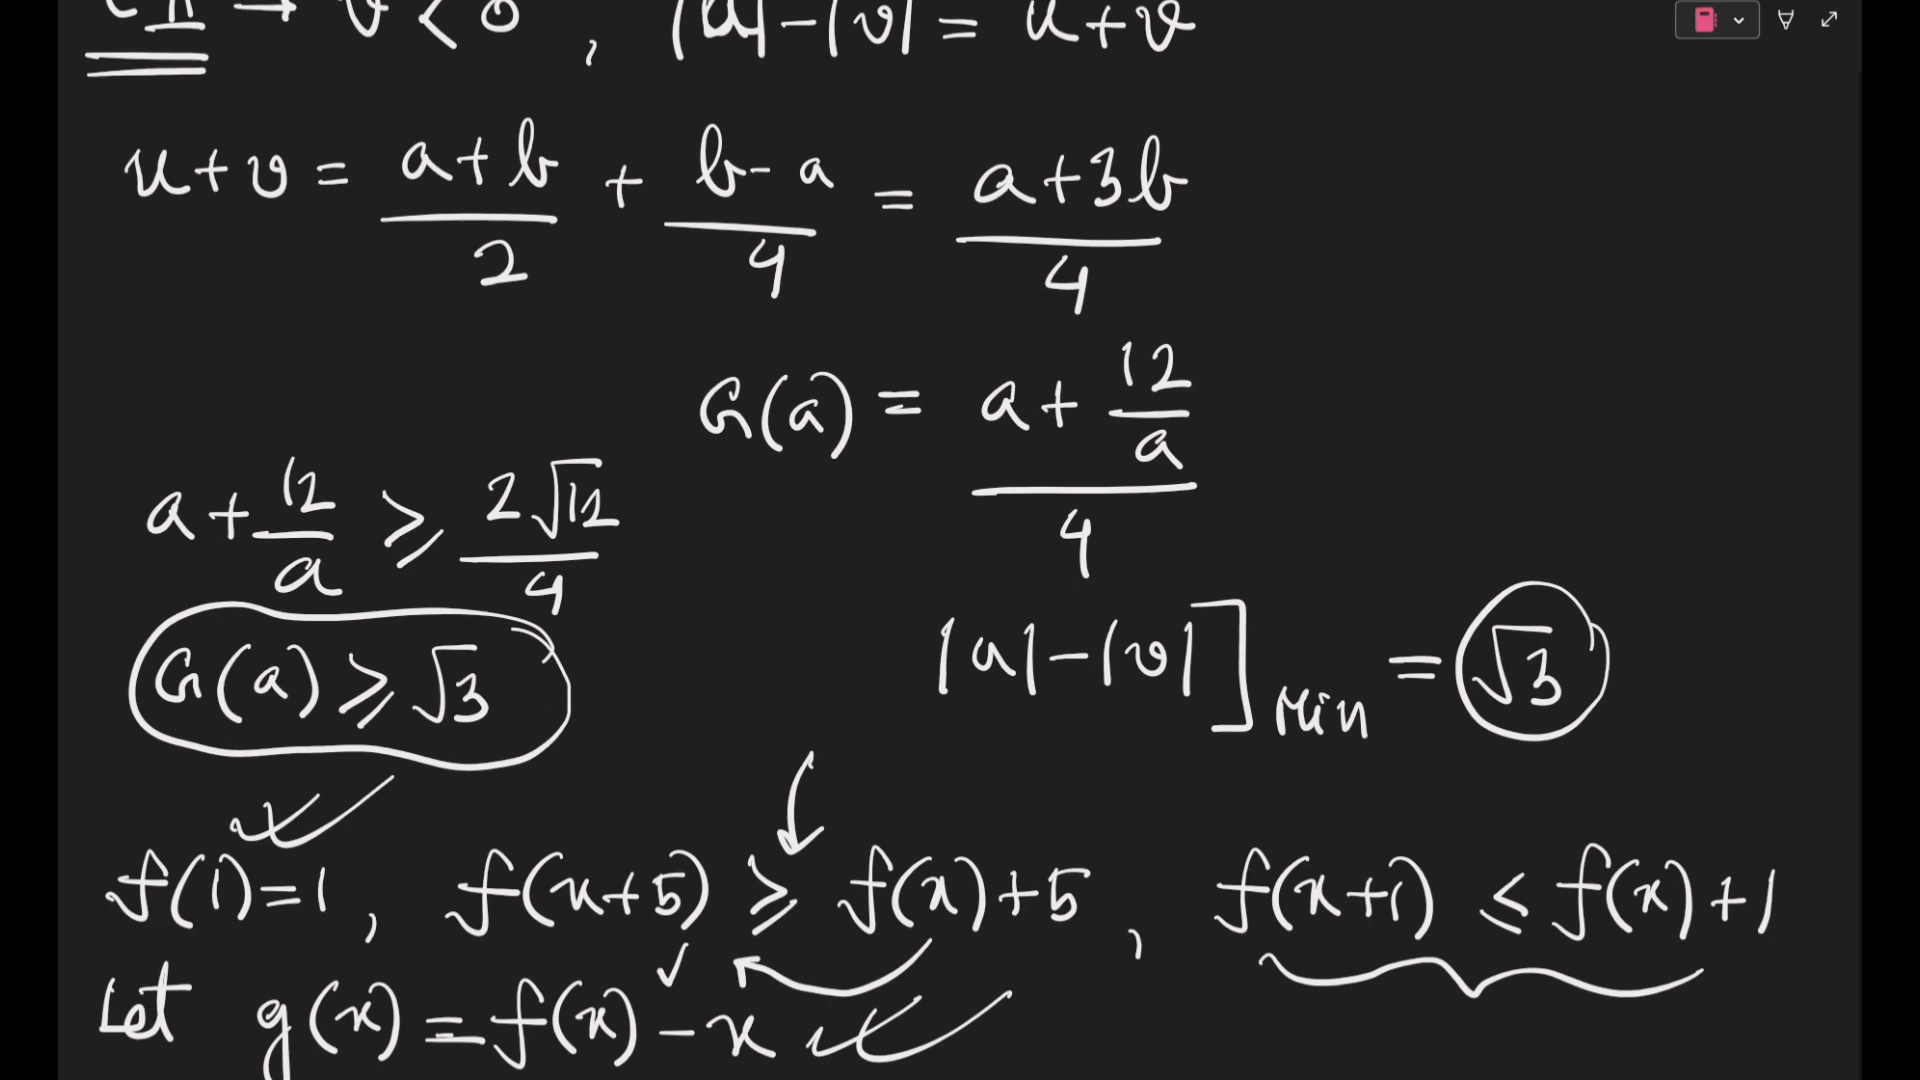 → v < 0 , |u| - |v| = u + v
u + v = (a + b)/2 + (b - a)/4 = (a + 3b)/4
G(a) = (a + 12/a)/4
a + 12/a ≥ 2√12/4
G(a) ≥ √3
|u| - |v| ]Min = √3
f(1) = 1 , f(x+5) ≥ f(x) + 5 , f(x+1) ≤ f(x) + 1
Let g(x) = f(x) - x